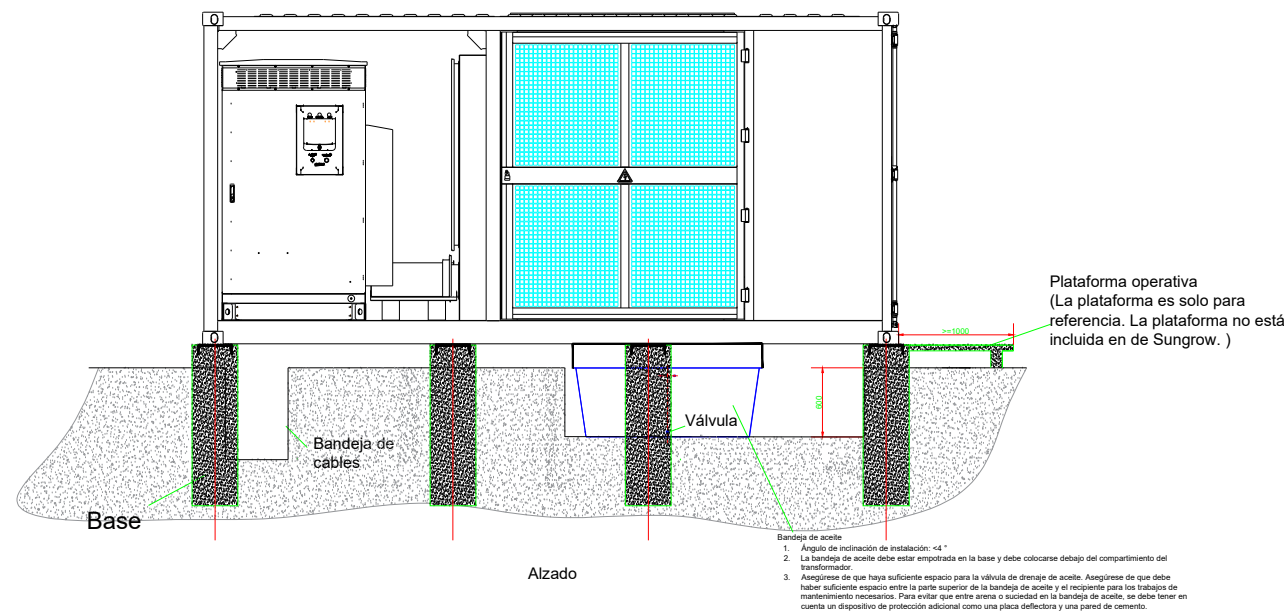 Plataforma operativa
(La plataforma es solo para
referencia. La plataforma no está
incluida en de Sungrow. )
>=1000
600
Válvula
Bandeja de
cables
Base
Alzado
Bandeja de aceite
1. Ángulo de inclinación de instalación: <4 °
2. La bandeja de aceite debe estar empotrada en la base y debe colocarse debajo del compartimiento del
transformador.
3. Asegúrese de que haya suficiente espacio para la válvula de drenaje de aceite. Asegúrese de que debe
haber suficiente espacio entre la parte superior de la bandeja de aceite y el recipiente para los trabajos de
mantenimiento necesarios. Para evitar que entre arena o suciedad en la bandeja de aceite, se debe tener en
cuenta un dispositivo de protección adicional como una placa deflectora y una pared de cemento.